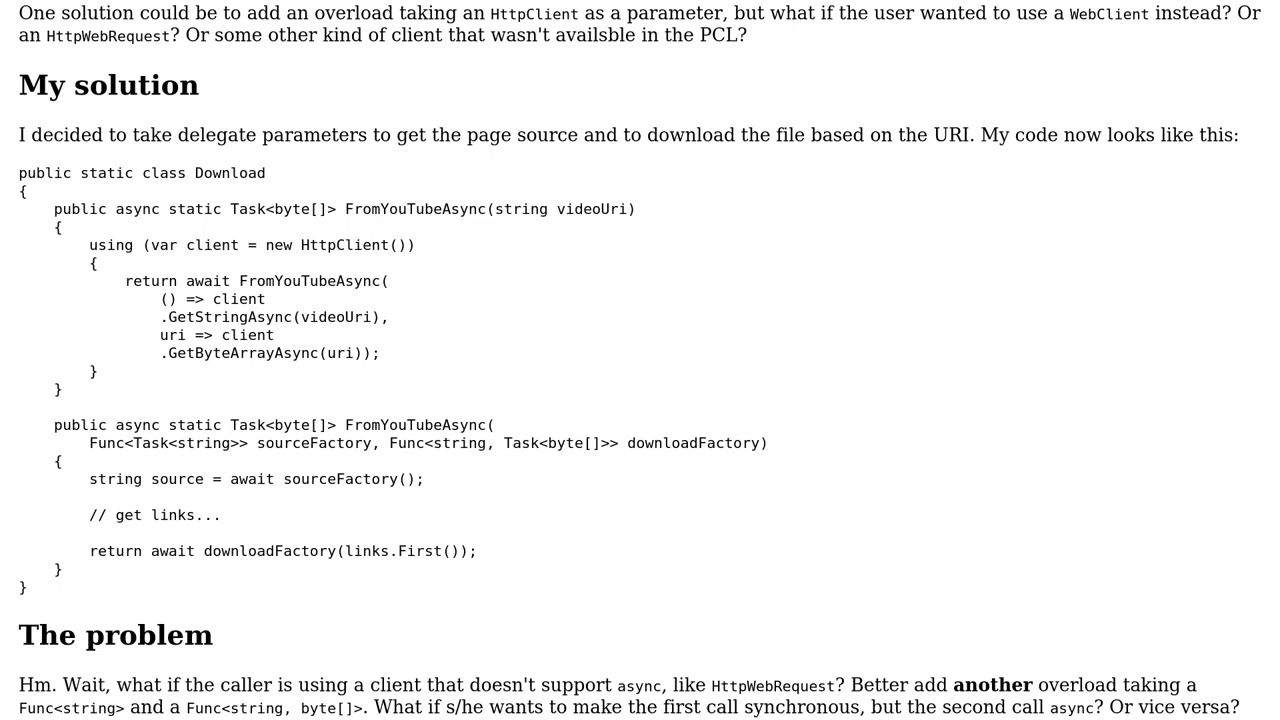 One solution could be to add an overload taking an HttpClient as a parameter, but what if the user wanted to use a WebClient instead? Or
an HttpWebRequest? Or some other kind of client that wasn't availsble in the PCL?
My solution
I decided to take delegate parameters to get the page source and to download the file based on the URI. My code now looks like this:
public static class Download
{
    public async static Task<byte[]> FromYouTubeAsync(string videoUri)
    {
        using (var client = new HttpClient())
        {
            return await FromYouTubeAsync(
                () => client
                .GetStringAsync(videoUri),
                uri => client
                .GetByteArrayAsync(uri));
        }
    }
    public async static Task<byte[]> FromYouTubeAsync(
        Func<Task<string>> sourceFactory, Func<string, Task<byte[]>> downloadFactory)
    {
        string source = await sourceFactory();
        // get links...
        return await downloadFactory(links.First());
    }
}
The problem
Hm. Wait, what if the caller is using a client that doesn't support async, like HttpWebRequest? Better add another overload taking a
Func<string> and a Func<string, byte[]>. What if s/he wants to make the first call synchronous, but the second call async? Or vice versa?